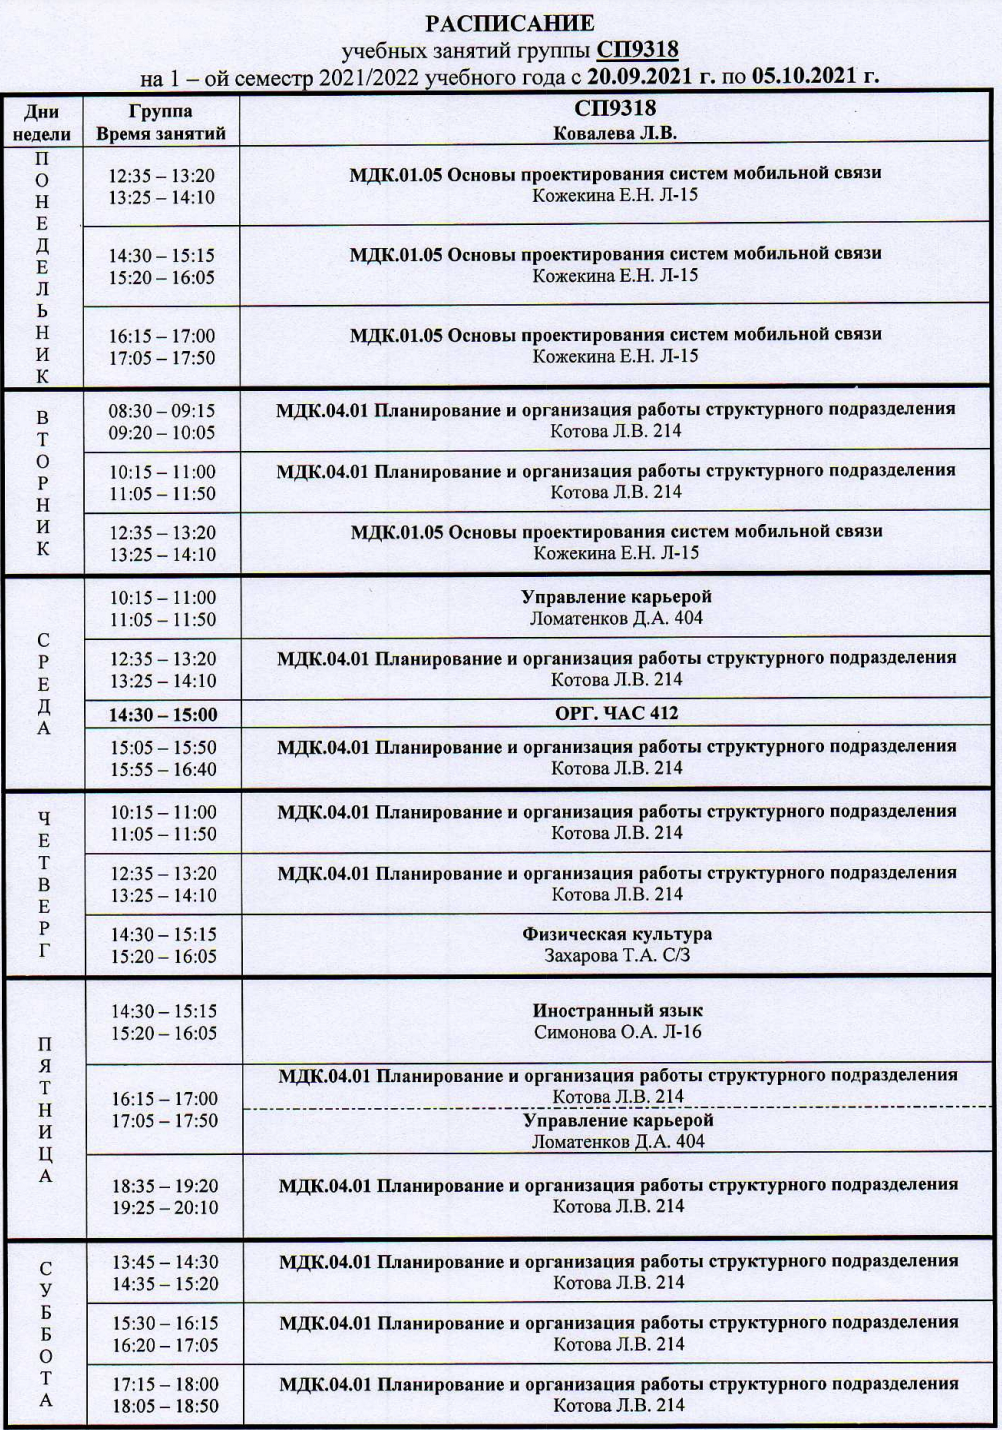 РАСПИСАНИЕ
учебных занятий группы СП9318
на 1 – ой семестр 2021/2022 учебного года с 20.09.2021 г. по 05.10.2021 г.
Дни недели
Группа
Время занятий
СП9318
Ковалева Л.В.
ПОНЕДЕЛЬНИК
12:35 – 13:20
13:25 – 14:10
МДК.01.05 Основы проектирования систем мобильной связи
Кожекина Е.Н. Л-15
14:30 – 15:15
15:20 – 16:05
МДК.01.05 Основы проектирования систем мобильной связи
Кожекина Е.Н. Л-15
16:15 – 17:00
17:05 – 17:50
МДК.01.05 Основы проектирования систем мобильной связи
Кожекина Е.Н. Л-15
ВТОРНИК
08:30 – 09:15
09:20 – 10:05
МДК.04.01 Планирование и организация работы структурного подразделения
Котова Л.В. 214
10:15 – 11:00
11:05 – 11:50
МДК.04.01 Планирование и организация работы структурного подразделения
Котова Л.В. 214
12:35 – 13:20
13:25 – 14:10
МДК.01.05 Основы проектирования систем мобильной связи
Кожекина Е.Н. Л-15
СРЕДА
10:15 – 11:00
11:05 – 11:50
Управление карьерой
Ломатенков Д.А. 404
12:35 – 13:20
13:25 – 14:10
МДК.04.01 Планирование и организация работы структурного подразделения
Котова Л.В. 214
14:30 – 15:00
ОРГ. ЧАС 412
15:05 – 15:50
15:55 – 16:40
МДК.04.01 Планирование и организация работы структурного подразделения
Котова Л.В. 214
ЧЕТВЕРГ
10:15 – 11:00
11:05 – 11:50
МДК.04.01 Планирование и организация работы структурного подразделения
Котова Л.В. 214
12:35 – 13:20
13:25 – 14:10
МДК.04.01 Планирование и организация работы структурного подразделения
Котова Л.В. 214
14:30 – 15:15
15:20 – 16:05
Физическая культура
Захарова Т.А. С/З
ПЯТНИЦА
14:30 – 15:15
15:20 – 16:05
Иностранный язык
Симонова О.А. Л-16
16:15 – 17:00
17:05 – 17:50
МДК.04.01 Планирование и организация работы структурного подразделения
Котова Л.В. 214
Управление карьерой
Ломатенков Д.А. 404
18:35 – 19:20
19:25 – 20:10
МДК.04.01 Планирование и организация работы структурного подразделения
Котова Л.В. 214
СУББОТА
13:45 – 14:30
14:35 – 15:20
МДК.04.01 Планирование и организация работы структурного подразделения
Котова Л.В. 214
15:30 – 16:15
16:20 – 17:05
МДК.04.01 Планирование и организация работы структурного подразделения
Котова Л.В. 214
17:15 – 18:00
18:05 – 18:50
МДК.04.01 Планирование и организация работы структурного подразделения
Котова Л.В. 214